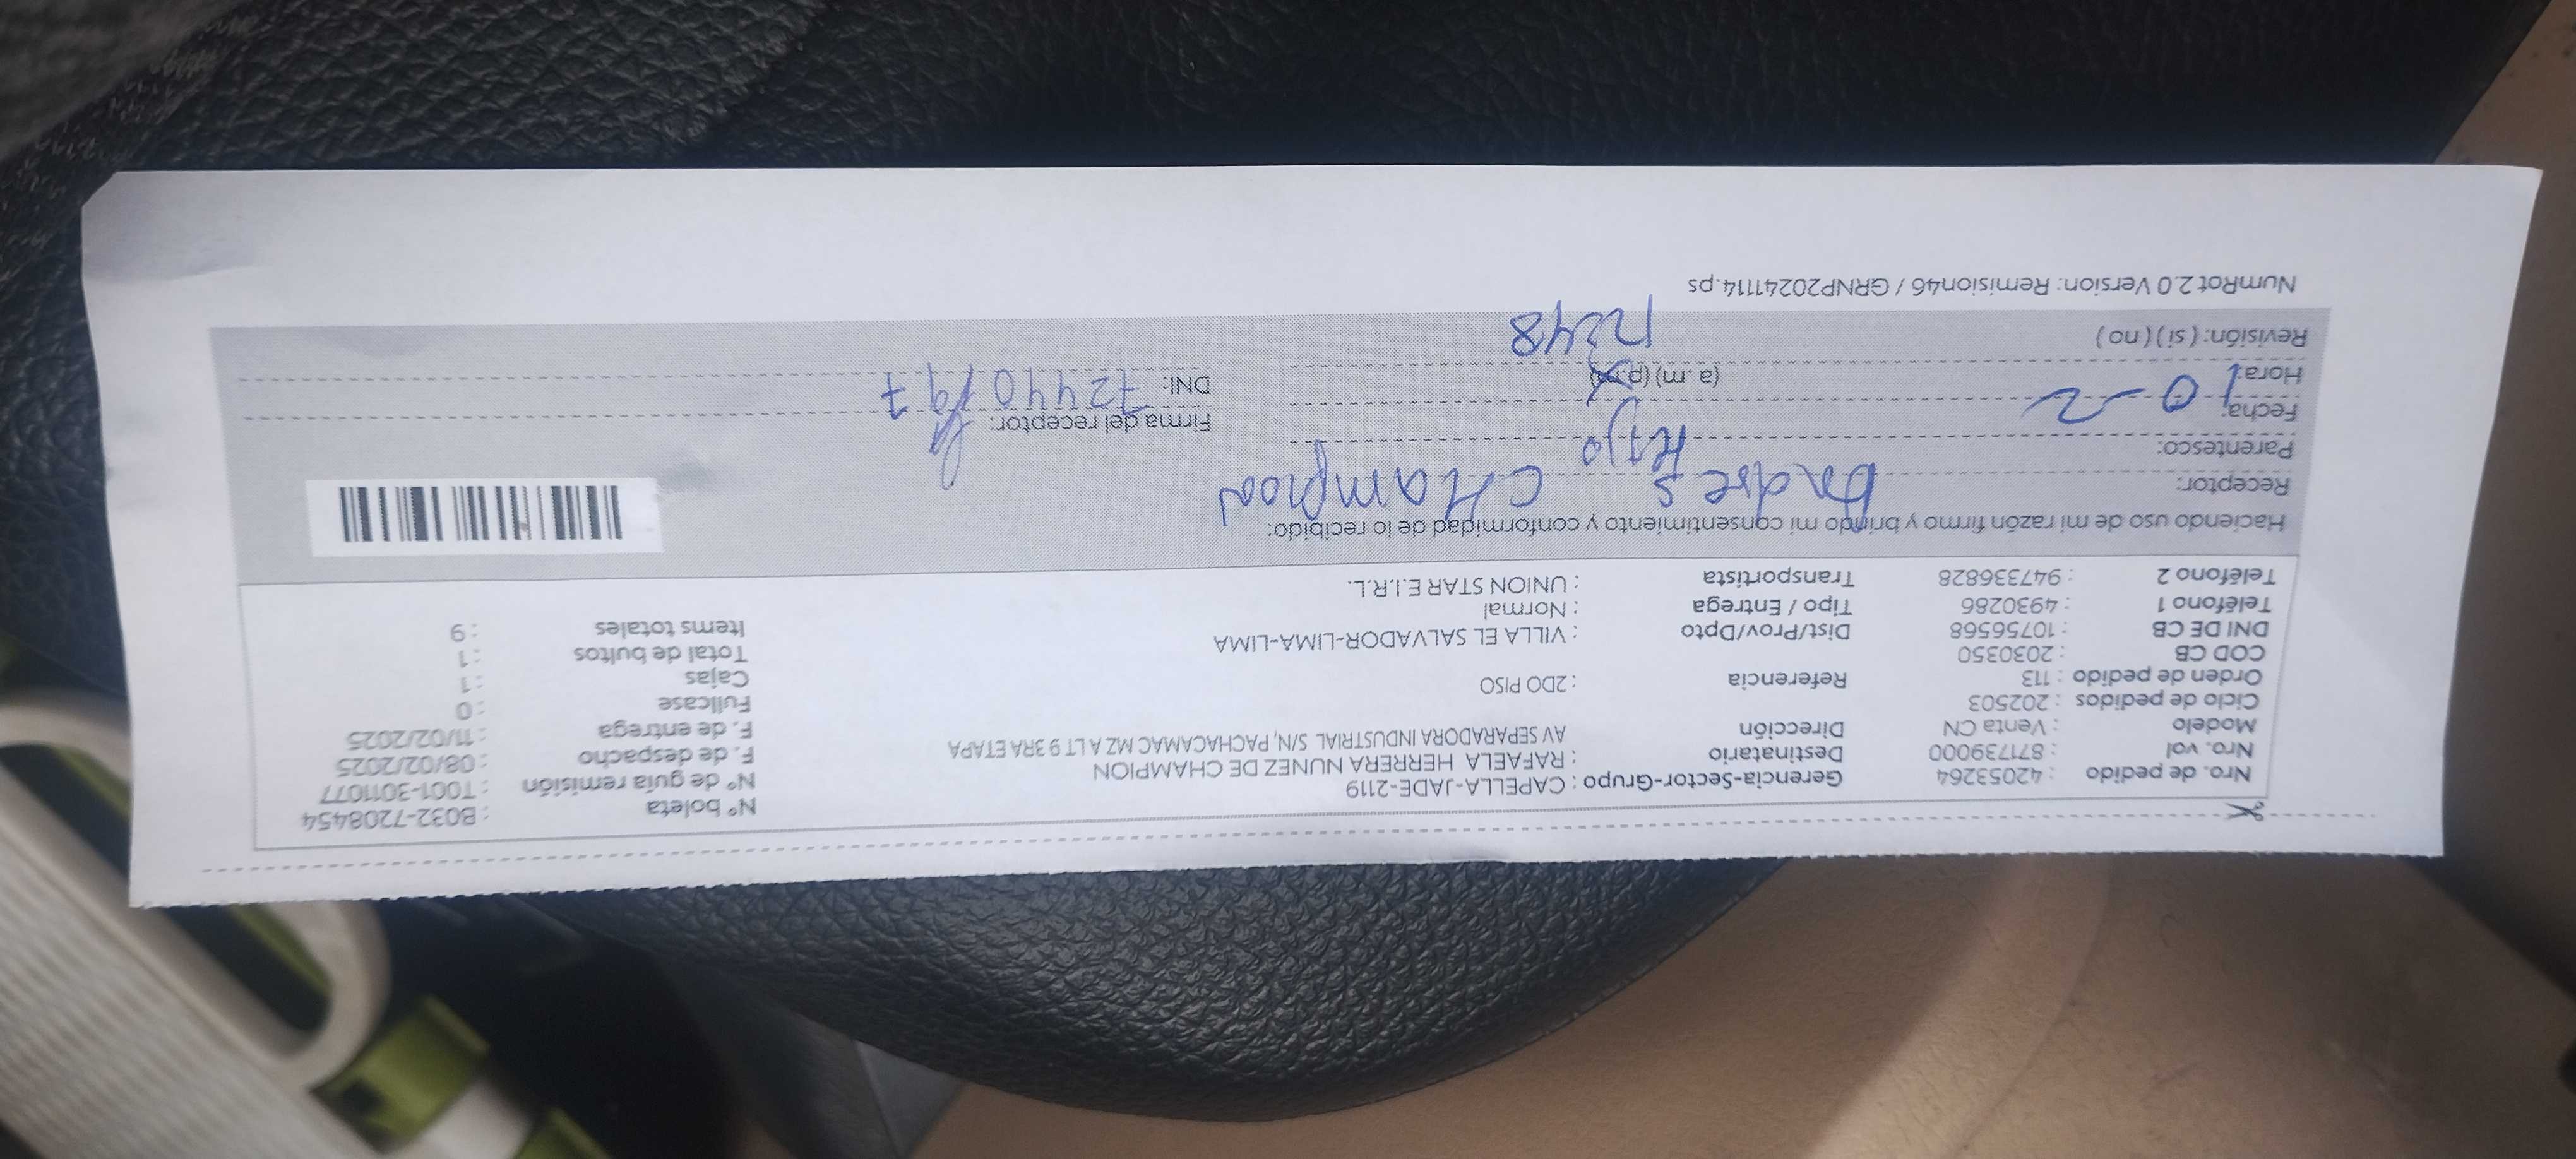 Nro. de pedido : 42053264 Gerencia-Sector-Grupo : CAPELLA-JADE-2119 N° boleta : B032-7208454
Nro. vol : 871739000 Destinatario : RAFAELA HERRERA NUNEZ DE CHAMPION N° de guía remisión : T001-3011077
Modelo : Venta CN Dirección AV SEPARADORA INDUSTRIAL S/N, PACHACAMAC MZ A LT 9 3RA ETAPA F. de despacho : 08/02/2025
Ciclo de pedidos : 202503 F. de entrega : 11/02/2025
Orden de pedido : 113 Referencia : 2DO PISO Fullcase : 0
COD CB : 2030350 Cajas : 1
DNI DE CB : 10756568 Dist/Prov/Dpto : VILLA EL SALVADOR-LIMA-LIMA Total de bultos : 1
Teléfono 1 : 4930286 Tipo / Entrega : Normal Items totales : 9
Teléfono 2 : 947336828 Transportista : UNION STAR E.I.R.L.
Haciendo uso de mi razón firmo y brindo mi consentimiento y conformidad de lo recibido:
Receptor: Andres CHampion
Parentesco: Hijo
Fecha: 10-2 Firma del receptor:
Hora: (a. m) (p.m) DNI: 72440197
Revisión: ( si ) ( no )
NumRot 2.0 Version: Remision46 / GRNP20241114.ps